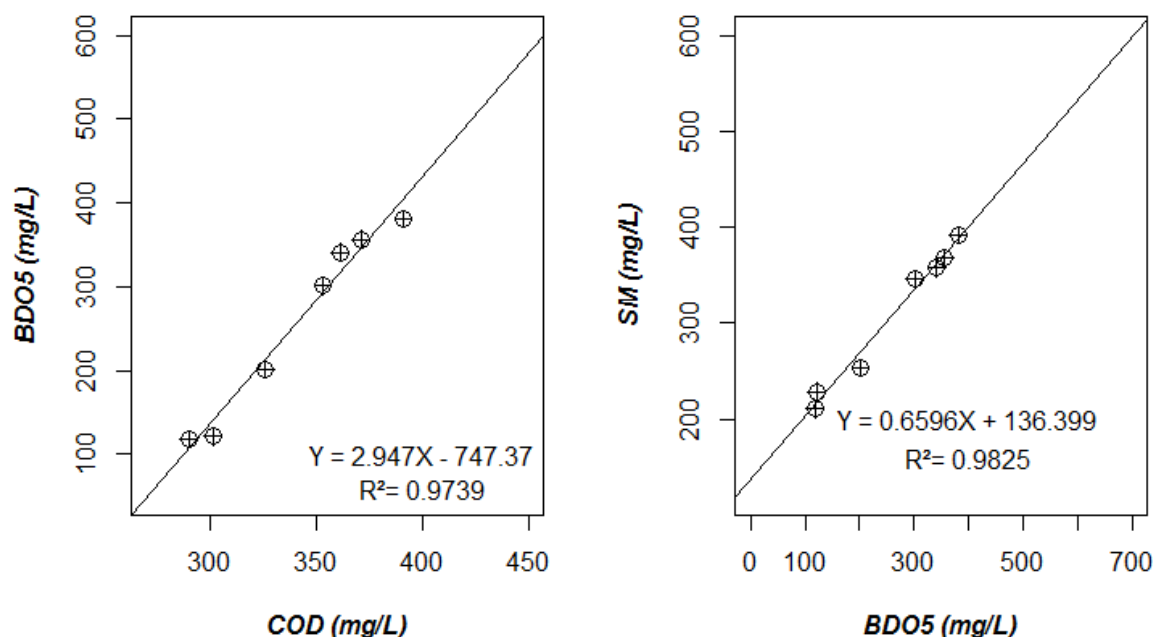 BDO5 (mg/L)
600
500
400
300
200
100
Y = 2.947X - 747.37
R²= 0.9739
300 350 400 450
COD (mg/L)
SM (mg/L)
600
500
400
300
200
Y = 0.6596X + 136.399
R²= 0.9825
0 100 300 500 700
BDO5 (mg/L)